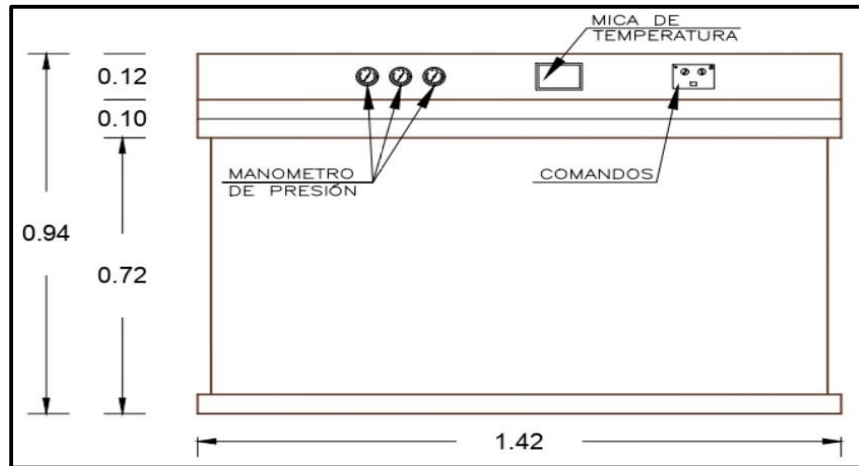 MICA DE
TEMPERATURA
0.12
0.10
MANOMETRO
DE PRESIÓN
COMANDOS
0.94
0.72
1.42